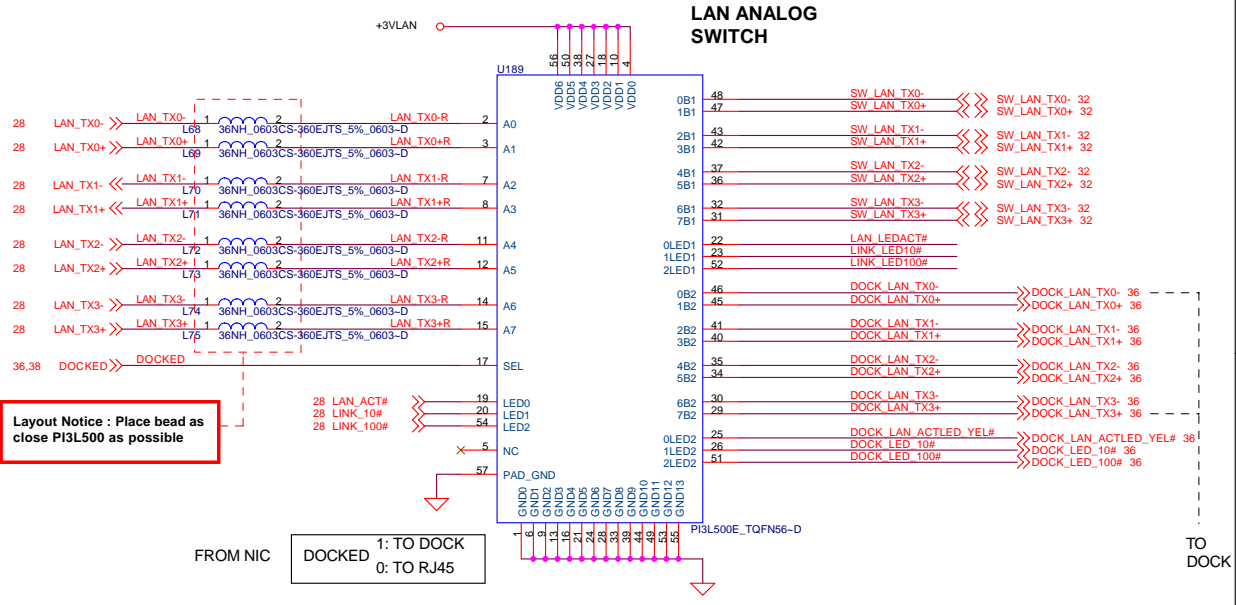 LAN ANALOG
SWITCH
+3VLAN
U189
56 50 38 27 18 10 4
VDD6 VDD5 VDD4 VDD3 VDD2 VDD1 VDD0
28 LAN_TX0- LAN_TX0- 1 2 LAN_TX0-R 2 A0
L68 36NH_0603CS-360EJTS_5%_0603~D
28 LAN_TX0+ LAN_TX0+ 1 2 LAN_TX0+R 3 A1
L69 36NH_0603CS-360EJTS_5%_0603~D
28 LAN_TX1- LAN_TX1- 1 2 LAN_TX1-R 7 A2
L70 36NH_0603CS-360EJTS_5%_0603~D
28 LAN_TX1+ LAN_TX1+ 1 2 LAN_TX1+R 8 A3
L71 36NH_0603CS-360EJTS_5%_0603~D
28 LAN_TX2- LAN_TX2- 1 2 LAN_TX2-R 11 A4
L72 36NH_0603CS-360EJTS_5%_0603~D
28 LAN_TX2+ LAN_TX2+ 1 2 LAN_TX2+R 12 A5
L73 36NH_0603CS-360EJTS_5%_0603~D
28 LAN_TX3- LAN_TX3- 1 2 LAN_TX3-R 14 A6
L74 36NH_0603CS-360EJTS_5%_0603~D
28 LAN_TX3+ LAN_TX3+ 1 2 LAN_TX3+R 15 A7
L75 36NH_0603CS-360EJTS_5%_0603~D
36,38 DOCKED DOCKED 17 SEL
28 LAN_ACT# 19 LED0
28 LINK_10# 20 LED1
28 LINK_100# 54 LED2
5 NC
57 PAD_GND
Layout Notice : Place bead as
close PI3L500 as possible
0B1 48 SW_LAN_TX0- SW_LAN_TX0- 32
1B1 47 SW_LAN_TX0+ SW_LAN_TX0+ 32
2B1 43 SW_LAN_TX1- SW_LAN_TX1- 32
3B1 42 SW_LAN_TX1+ SW_LAN_TX1+ 32
4B1 37 SW_LAN_TX2- SW_LAN_TX2- 32
5B1 36 SW_LAN_TX2+ SW_LAN_TX2+ 32
6B1 32 SW_LAN_TX3- SW_LAN_TX3- 32
7B1 31 SW_LAN_TX3+ SW_LAN_TX3+ 32
0LED1 22 LAN_LEDACT#
1LED1 23 LINK_LED10#
2LED1 52 LINK_LED100#
0B2 46 DOCK_LAN_TX0- DOCK_LAN_TX0- 36
1B2 45 DOCK_LAN_TX0+ DOCK_LAN_TX0+ 36
2B2 41 DOCK_LAN_TX1- DOCK_LAN_TX1- 36
3B2 40 DOCK_LAN_TX1+ DOCK_LAN_TX1+ 36
4B2 35 DOCK_LAN_TX2- DOCK_LAN_TX2- 36
5B2 34 DOCK_LAN_TX2+ DOCK_LAN_TX2+ 36
6B2 30 DOCK_LAN_TX3- DOCK_LAN_TX3- 36
7B2 29 DOCK_LAN_TX3+ DOCK_LAN_TX3+ 36
0LED2 25 DOCK_LAN_ACTLED_YEL# DOCK_LAN_ACTLED_YEL# 36
1LED2 26 DOCK_LED_10# DOCK_LED_10# 36
2LED2 51 DOCK_LED_100# DOCK_LED_100# 36
GND0 GND1 GND2 GND3 GND4 GND5 GND6 GND7 GND8 GND9 GND10 GND11 GND12 GND13
1 6 9 13 16 21 24 28 33 39 44 49 53 55
PI3L500E_TQFN56~D
FROM NIC
DOCKED
1: TO DOCK
0: TO RJ45
TO
DOCK